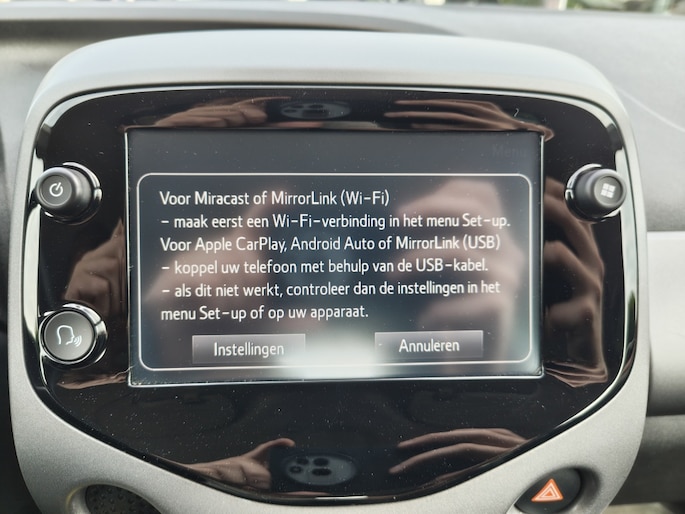 Voor Miracast of MirrorLink (Wi-Fi)
- maak eerst een Wi-Fi-verbinding in het menu Set-up.
Voor Apple CarPlay, Android Auto of MirrorLink (USB)
- koppel uw telefoon met behulp van de USB-kabel.
- als dit niet werkt, controleer dan de instellingen in het
menu Set-up of op uw apparaat.
Instellingen Annuleren